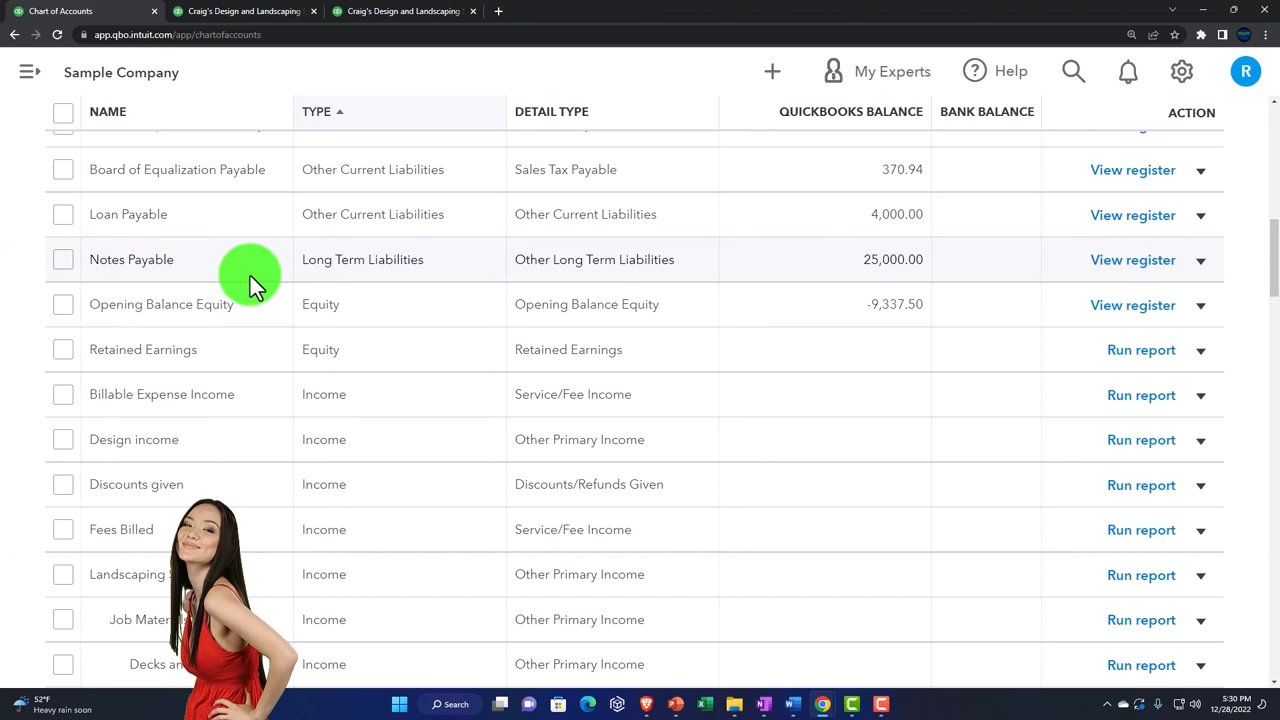 Chart of Accounts
Craig's Design and Landscaping
Craig's Design and Landscaping
app.qbo.intuit.com/app/chartofaccounts
Sample Company
My Experts
Help
R
NAME TYPE DETAIL TYPE QUICKBOOKS BALANCE BANK BALANCE ACTION
Board of Equalization Payable Other Current Liabilities Sales Tax Payable 370.94 View register
Loan Payable Other Current Liabilities Other Current Liabilities 4,000.00 View register
Notes Payable Long Term Liabilities Other Long Term Liabilities 25,000.00 View register
Opening Balance Equity Equity Opening Balance Equity -9,337.50 View register
Retained Earnings Equity Retained Earnings Run report
Billable Expense Income Income Service/Fee Income Run report
Design income Income Other Primary Income Run report
Discounts given Income Discounts/Refunds Given Run report
Fees Billed Income Service/Fee Income Run report
Landscaping Income Other Primary Income Run report
Job Income Other Primary Income Run report
Decks Income Other Primary Income Run report
52°F
Heavy rain soon
Search
5:30 PM
12/28/2022